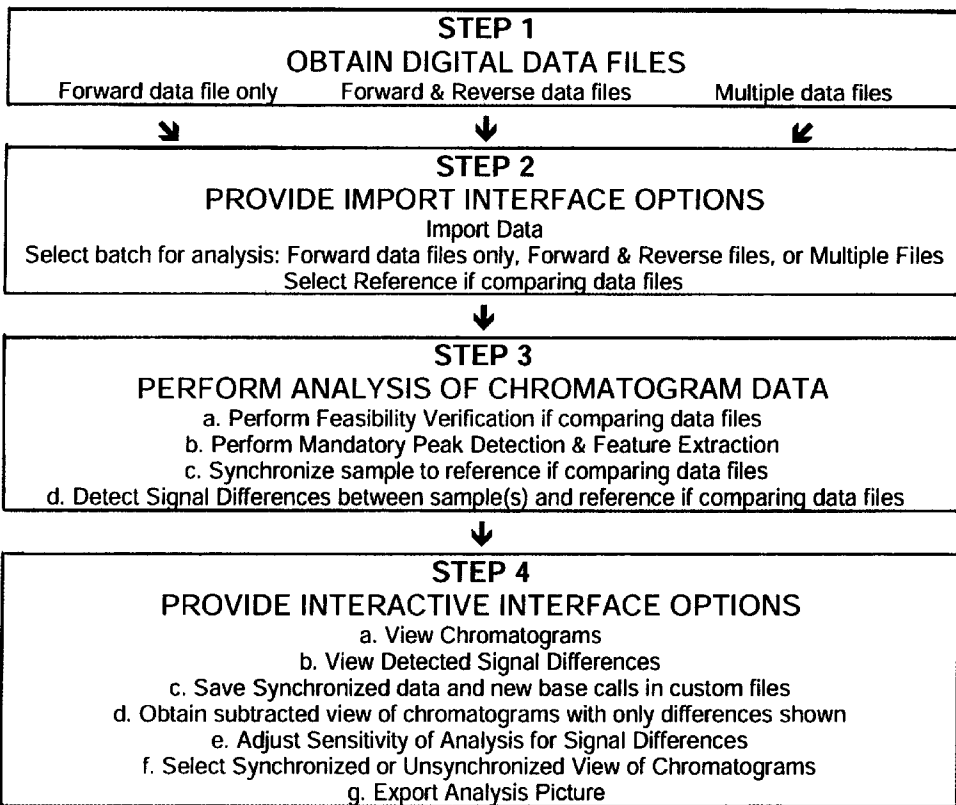 STEP 1
OBTAIN DIGITAL DATA FILES
Forward data file only Forward & Reverse data files Multiple data files
STEP 2
PROVIDE IMPORT INTERFACE OPTIONS
Import Data
Select batch for analysis: Forward data files only, Forward & Reverse files, or Multiple Files
Select Reference if comparing data files
STEP 3
PERFORM ANALYSIS OF CHROMATOGRAM DATA
a. Perform Feasibility Verification if comparing data files
b. Perform Mandatory Peak Detection & Feature Extraction
c. Synchronize sample to reference if comparing data files
d. Detect Signal Differences between sample(s) and reference if comparing data files
STEP 4
PROVIDE INTERACTIVE INTERFACE OPTIONS
a. View Chromatograms
b. View Detected Signal Differences
c. Save Synchronized data and new base calls in custom files
d. Obtain subtracted view of chromatograms with only differences shown
e. Adjust Sensitivity of Analysis for Signal Differences
f. Select Synchronized or Unsynchronized View of Chromatograms
g. Export Analysis Picture